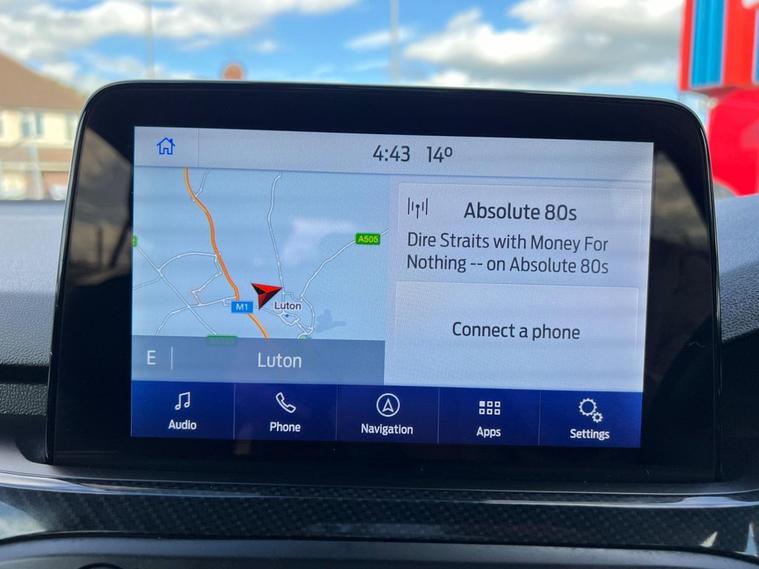 4:43 14º
A505
M1
Luton
E Luton
Absolute 80s
Dire Straits with Money For
Nothing -- on Absolute 80s
Connect a phone
Audio Phone Navigation Apps Settings